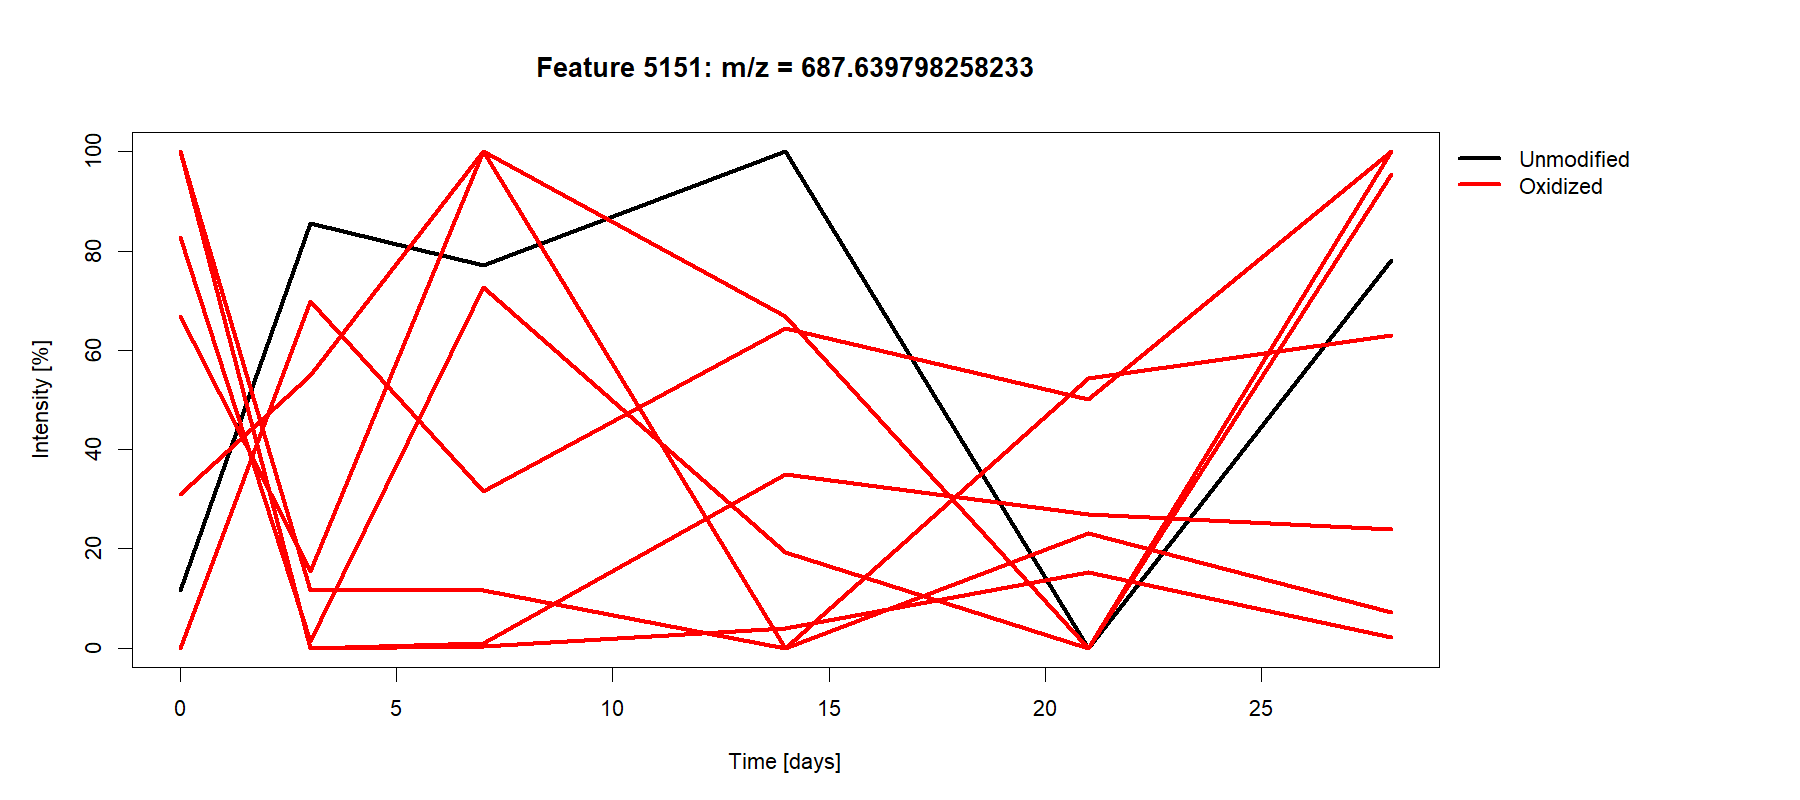 Feature 5151: m/z = 687.639798258233
Unmodified
Oxidized
Intensity [%]
100
80
60
40
20
0
0 5 10 15 20 25
Time [days]